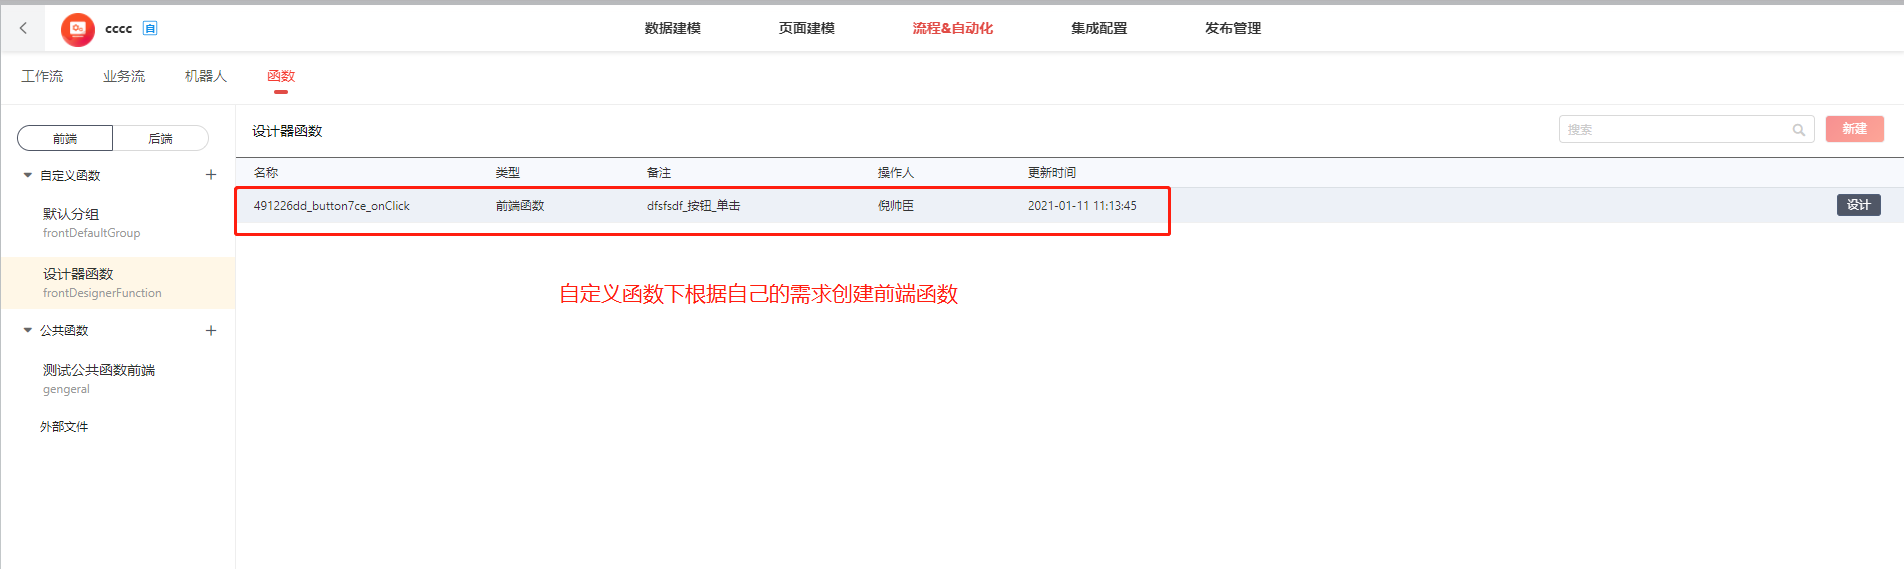 cccc 自 数据建模 页面建模 流程&自动化 集成配置 发布管理
工作流 业务流 机器人 函数
前端 后端
自定义函数
默认分组
frontDefaultGroup
设计器函数
frontDesignerFunction
公共函数
测试公共函数前端
gengeral
外部文件
设计器函数 搜索 新建
名称 类型 备注 操作人 更新时间
491226dd_button7ce_onClick 前端函数 dfsfsdf_按钮_单击 倪帅臣 2021-01-11 11:13:45 设计
自定义函数下根据自己的需求创建前端函数